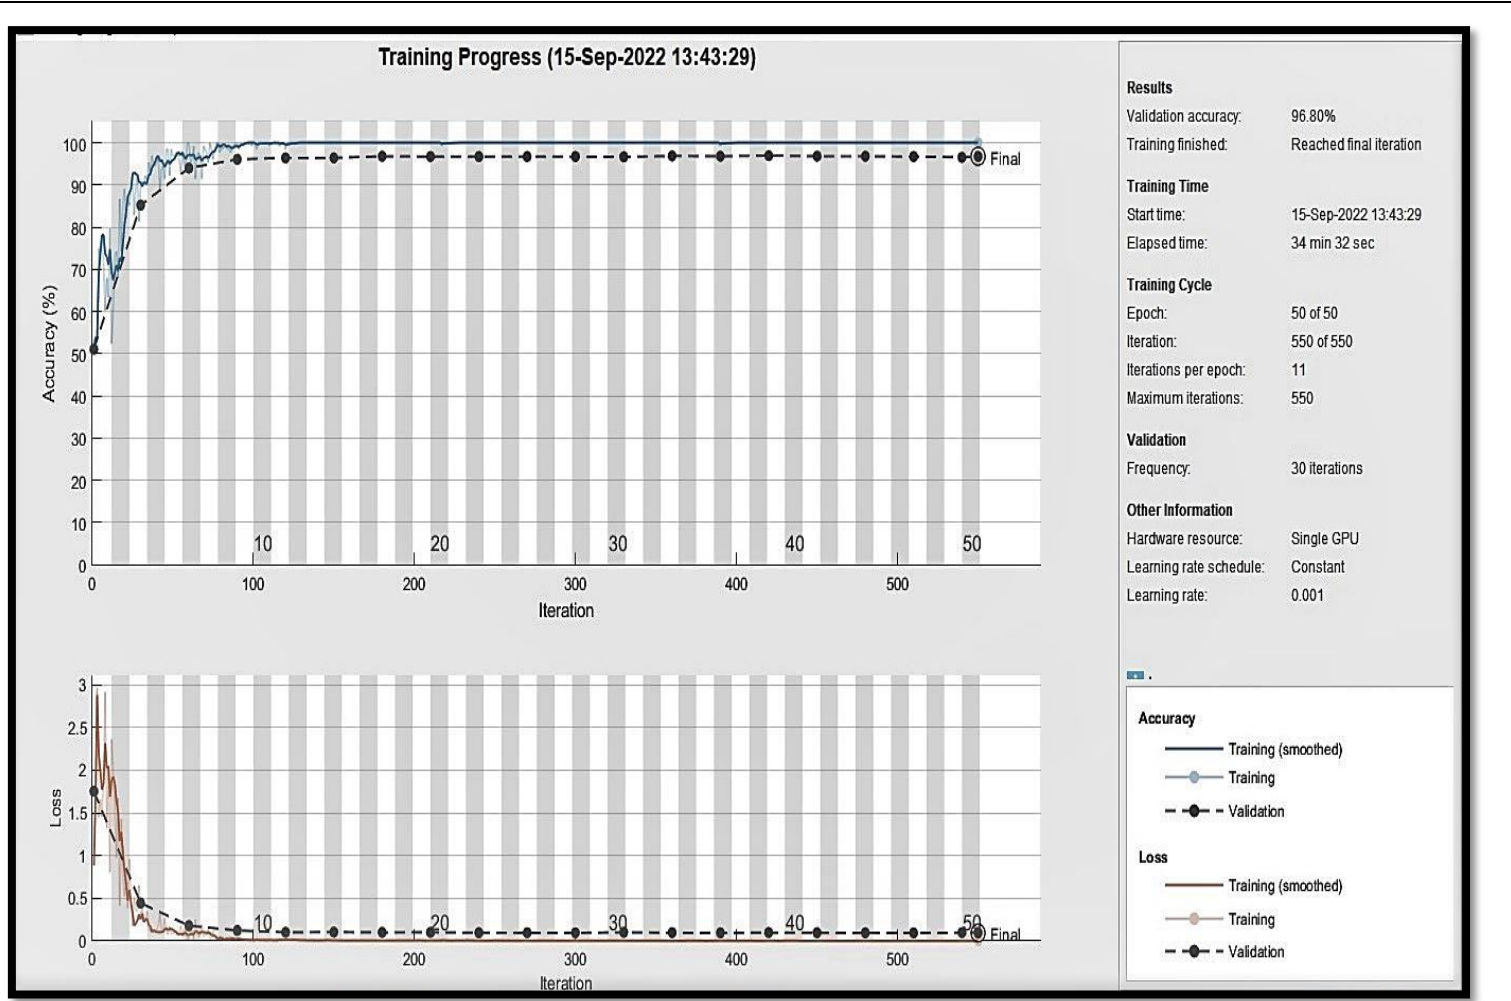 Training Progress (15-Sep-2022 13:43:29)
100
90
80
70
60
50
40
30
20
10
0
Accuracy (%)
Final
10 20 30 40 50
0 100 200 300 400 500
Iteration
3
2.5
2
1.5
1
0.5
0
Loss
10 20 30 40 50
Final
0 100 200 300 400 500
Iteration
Results
Validation accuracy: 96.80%
Training finished: Reached final iteration
Training Time
Start time: 15-Sep-2022 13:43:29
Elapsed time: 34 min 32 sec
Training Cycle
Epoch: 50 of 50
Iteration: 550 of 550
Iterations per epoch: 11
Maximum iterations: 550
Validation
Frequency: 30 iterations
Other Information
Hardware resource: Single GPU
Learning rate schedule: Constant
Learning rate: 0.001
Accuracy
Training (smoothed)
Training
Validation
Loss
Training (smoothed)
Training
Validation